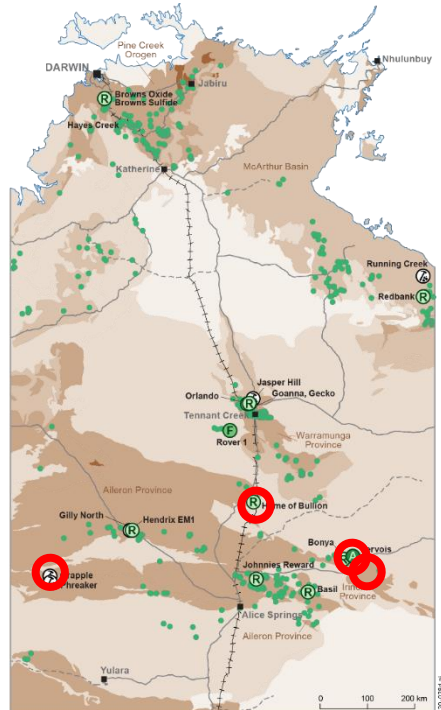 Pine Creek
Orogen
DARWIN
Nhulunbuy
R
Browns Oxide
Browns Sulfide
Jabiru
Hayes Creek
Katherine
McArthur Basin
Running Creek
Redbank
R
Jasper Hill
Orlando
R
Goanna, Gecko
Tennant Creek
F
Rover 1
Warramunga
Province
Aileron Province
R
Home of Bullion
Gilly North
R
Hendrix EM1
Bonya
A
ervois
Johnnies Reward
R
R
Basil
Province
Alice Springs
Aileron Province
Yulara
0
100
200 km